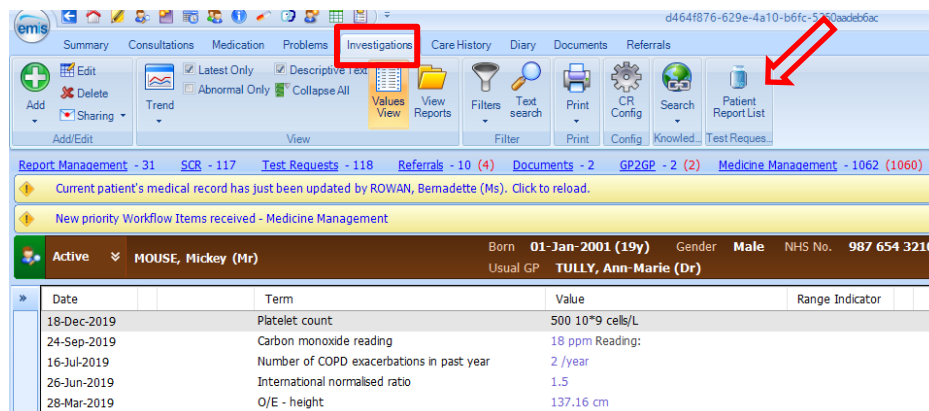 emis
d464f876-629e-4a10-b6fc-5250aadeb6ac
Summary Consultations Medication Problems Investigations Care History Diary Documents Referrals
Add
Edit
Delete
Sharing
Add/Edit
Trend
Latest Only
Abnormal Only
Descriptive Text
Collapse All
Values View
View Reports
View
Filters
Text search
Filter
Print
Print
CR Config
Config
Search
Knowled...
Patient Report List
Test Reques...
Report Management - 31 SCR - 117 Test Requests - 118 Referrals - 10 (4) Documents - 2 GP2GP - 2 (2) Medicine Management - 1062 (1060)
Current patient's medical record has just been updated by ROWAN, Bernadette (Ms). Click to reload.
New priority Workflow Items received - Medicine Management
Active MOUSE, Mickey (Mr)
Born 01-Jan-2001 (19y) Gender Male NHS No. 987 654 3210
Usual GP TULLY, Ann-Marie (Dr)
Date Term Value Range Indicator
18-Dec-2019 Platelet count 500 10*9 cells/L
24-Sep-2019 Carbon monoxide reading 18 ppm Reading:
16-Jul-2019 Number of COPD exacerbations in past year 2 /year
26-Jun-2019 International normalised ratio 1.5
28-Mar-2019 O/E - height 137.16 cm